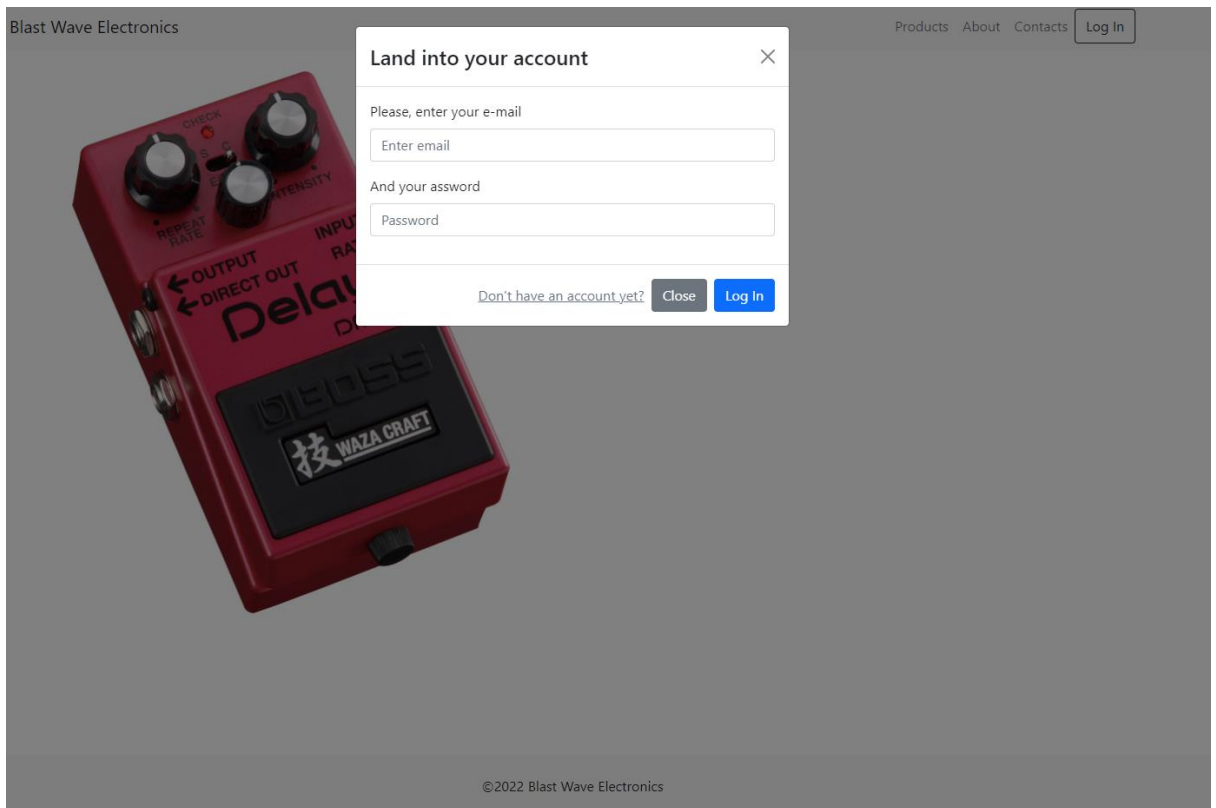 Blast Wave Electronics
Products About Contacts Log In
Land into your account
Please, enter your e-mail
Enter email
And your assword
Password
Don't have an account yet? Close Log In
CHECK
S C
E
INTENSITY
REPEAT
RATE
INPU
←OUTPUT
RA
←DIRECT OUT
Delay
BOSS
技 WAZA CRAFT
©2022 Blast Wave Electronics